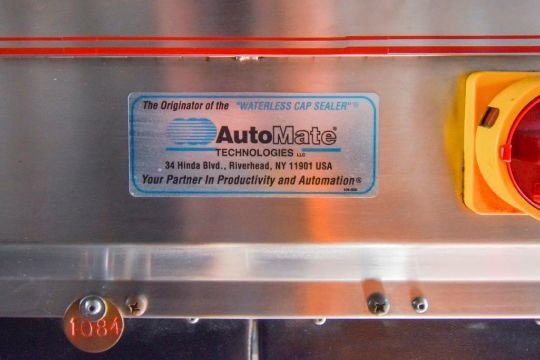 The Originator of the "WATERLESS CAP SEALER"®
AutoMate®
TECHNOLOGIES LLC
34 Hinda Blvd., Riverhead, NY 11901 USA
Your Partner In Productivity and Automation®
1084